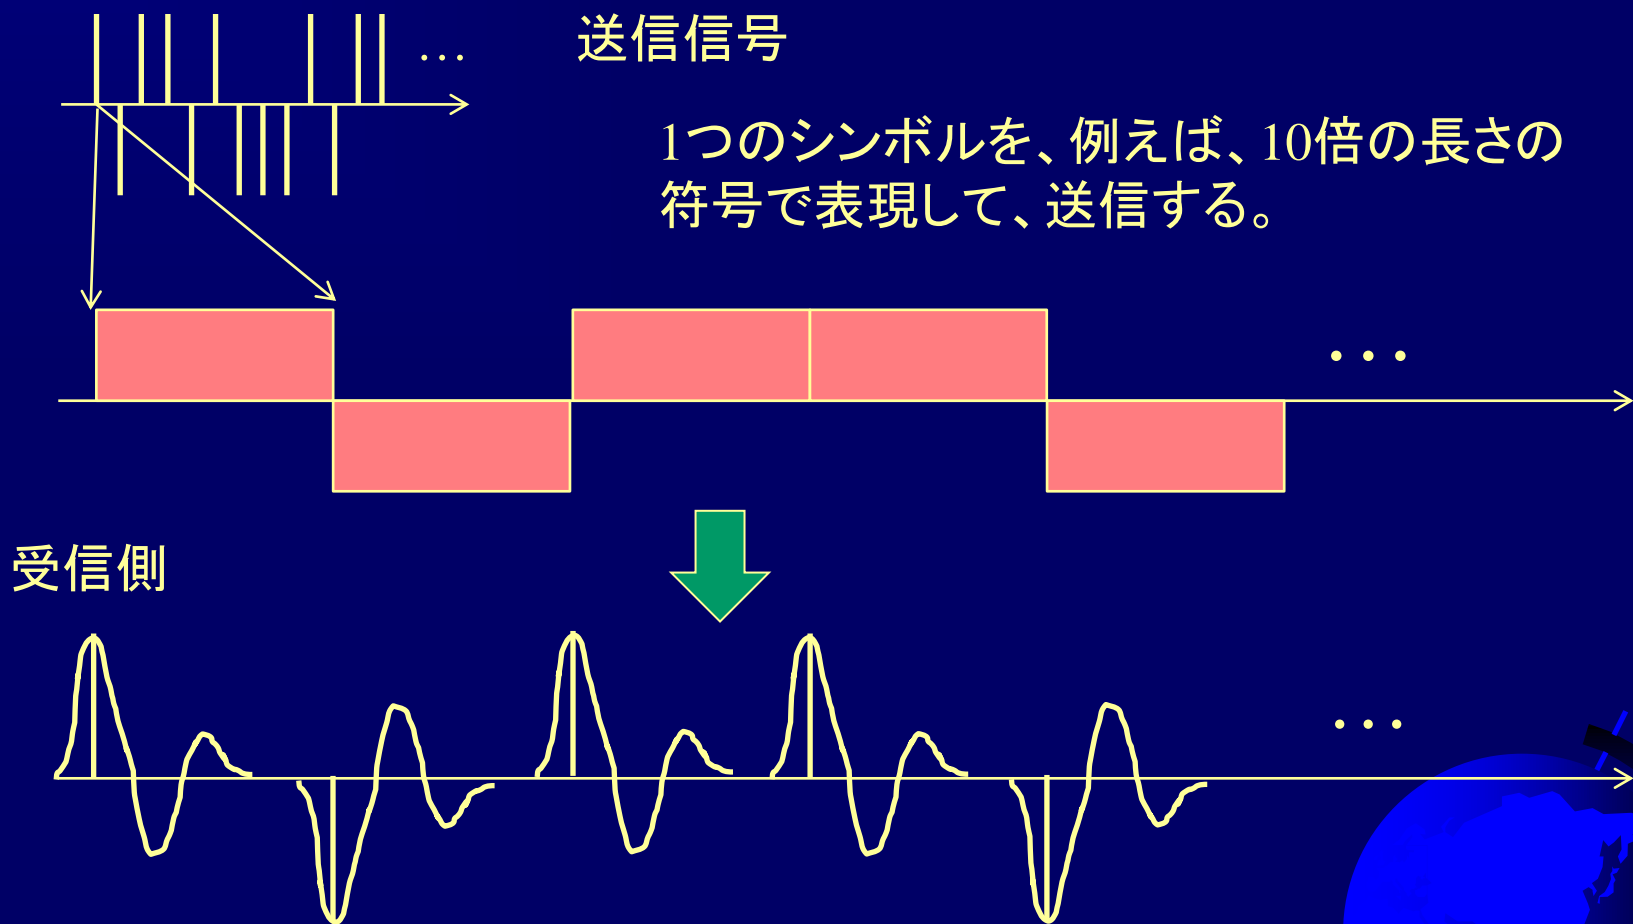 送信信号
…
1つのシンボルを、例えば、10倍の長さの
符号で表現して、送信する。
…
受信側
…